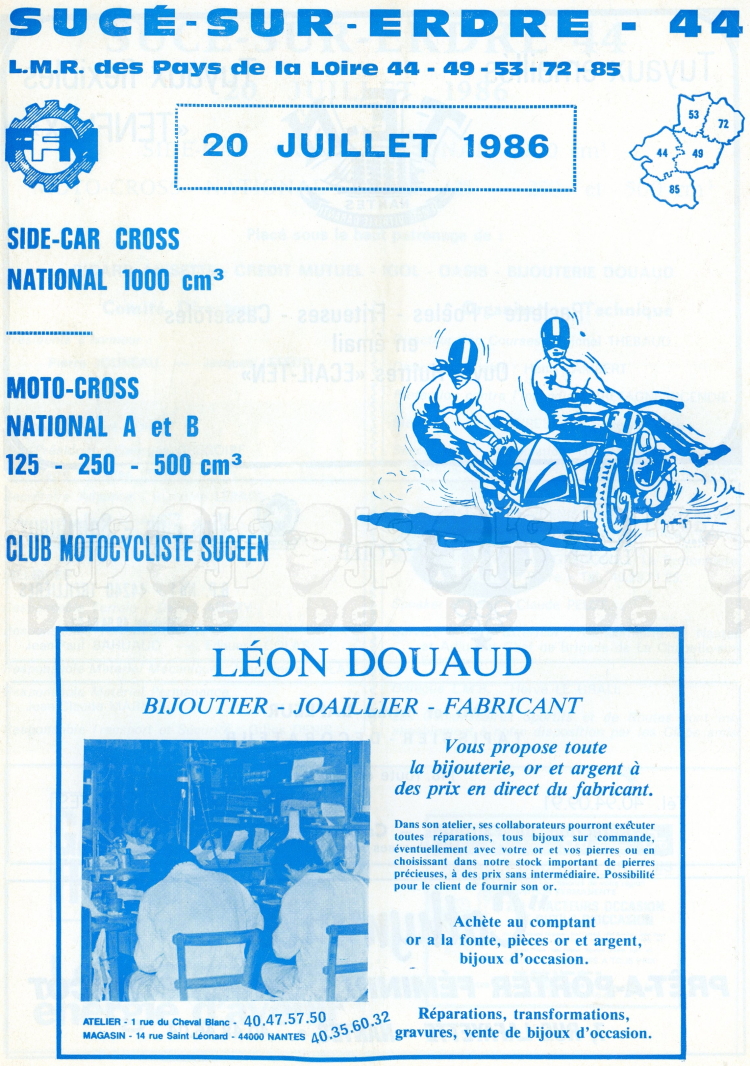 SUCÉ-SUR-ERDRE - 44
L.M.R. des Pays de la Loire 44 - 49 - 53 - 72 - 85
FFM
20 JUILLET 1986
53
72
44
49
85
SIDE-CAR CROSS
NATIONAL 1000 cm³
MOTO-CROSS
NATIONAL A et B
125 - 250 - 500 cm³
CLUB MOTOCYCLISTE SUCEEN
JP
DG
LÉON DOUAUD
BIJOUTIER - JOAILLIER - FABRICANT
Vous propose toute
la bijouterie, or et argent à
des prix en direct du fabricant.
Dans son atelier, ses collaborateurs pourront exécuter
toutes réparations, tous bijoux sur commande,
éventuellement avec votre or et vos pierres ou en
choisissant dans notre stock important de pierres
précieuses, à des prix sans intermédiaire. Possibilité
pour le client de fournir son or.
Achète au comptant
or a la fonte, pièces or et argent,
bijoux d'occasion.
Réparations, transformations,
gravures, vente de bijoux d'occasion.
ATELIER - 1 rue du Cheval Blanc - 40.47.57.50
MAGASIN - 14 rue Saint Léonard - 44000 NANTES 40.35.60.32